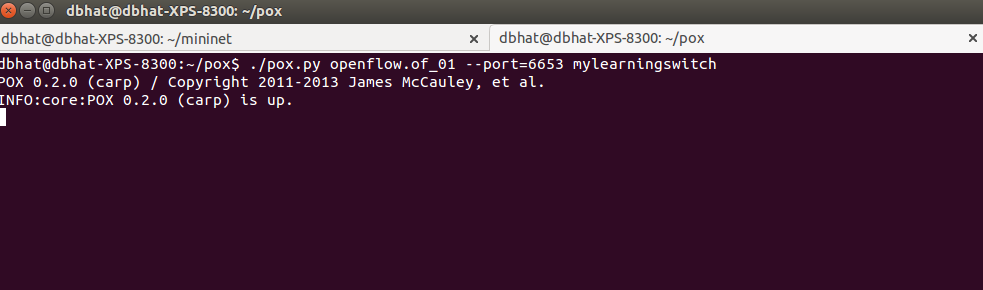 dbhat@dbhat-XPS-8300: ~/pox
dbhat@dbhat-XPS-8300: ~/mininet
dbhat@dbhat-XPS-8300: ~/pox
dbhat@dbhat-XPS-8300:~/pox$ ./pox.py openflow.of_01 --port=6653 mylearningswitch
POX 0.2.0 (carp) / Copyright 2011-2013 James McCauley, et al.
INFO:core:POX 0.2.0 (carp) is up.